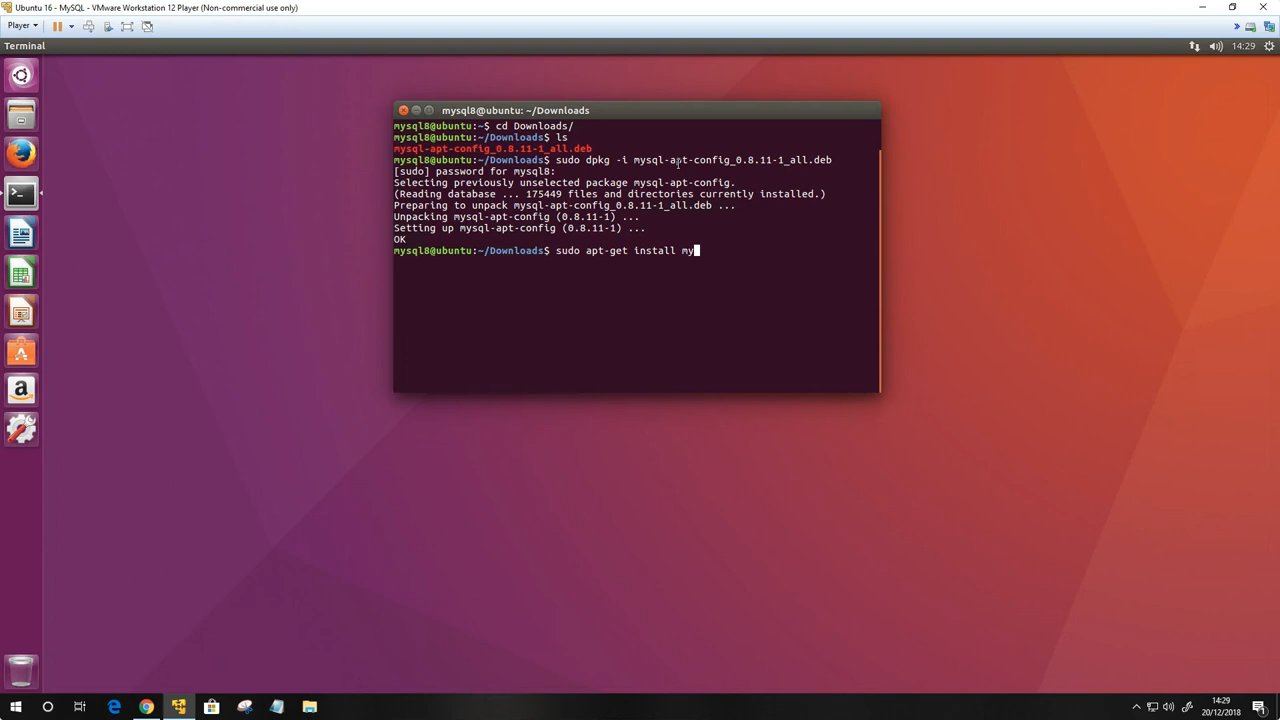 Ubuntu 16 - MySQL - VMware Workstation 12 Player (Non-commercial use only)
Player
Terminal
14:29
mysql8@ubuntu: ~/Downloads
mysql8@ubuntu:~$ cd Downloads/
mysql8@ubuntu:~/Downloads$ ls
mysql-apt-config_0.8.11-1_all.deb
mysql8@ubuntu:~/Downloads$ sudo dpkg -i mysql-apt-config_0.8.11-1_all.deb
[sudo] password for mysql8:
Selecting previously unselected package mysql-apt-config.
(Reading database ... 175449 files and directories currently installed.)
Preparing to unpack mysql-apt-config_0.8.11-1_all.deb ...
Unpacking mysql-apt-config (0.8.11-1) ...
Setting up mysql-apt-config (0.8.11-1) ...
OK
mysql8@ubuntu:~/Downloads$ sudo apt-get install my
14:29
20/12/2018